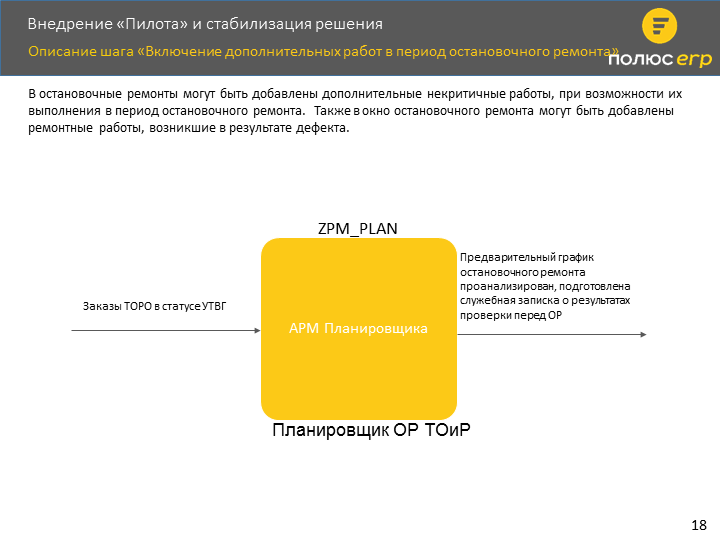 Внедрение «Пилота» и стабилизация решения
Описание шага «Включение дополнительных работ в период остановочного ремонта»
ПОЛЮС егр
В остановочные ремонты могут быть добавлены дополнительные некритичные работы, при возможности их
выполнения в период остановочного ремонта. Также в окно остановочного ремонта могут быть добавлены
ремонтные работы, возникшие в результате дефекта.
ZPM_PLAN
Заказы ТОРО в статусе УТВГ
АРМ Планировщика
Предварительный график
остановочного ремонта
проанализирован, подготовлена
служебная записка о результатах
проверки перед ОР
Планировщик ОР ТОиР
18